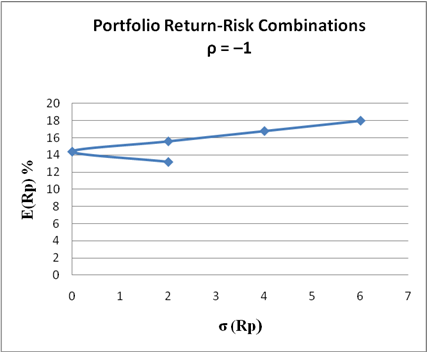 Portfolio Return-Risk Combinations
ρ = –1
E(Rp) %
20
18
16
14
12
10
8
6
4
2
0
0 1 2 3 4 5 6 7
σ (Rp)